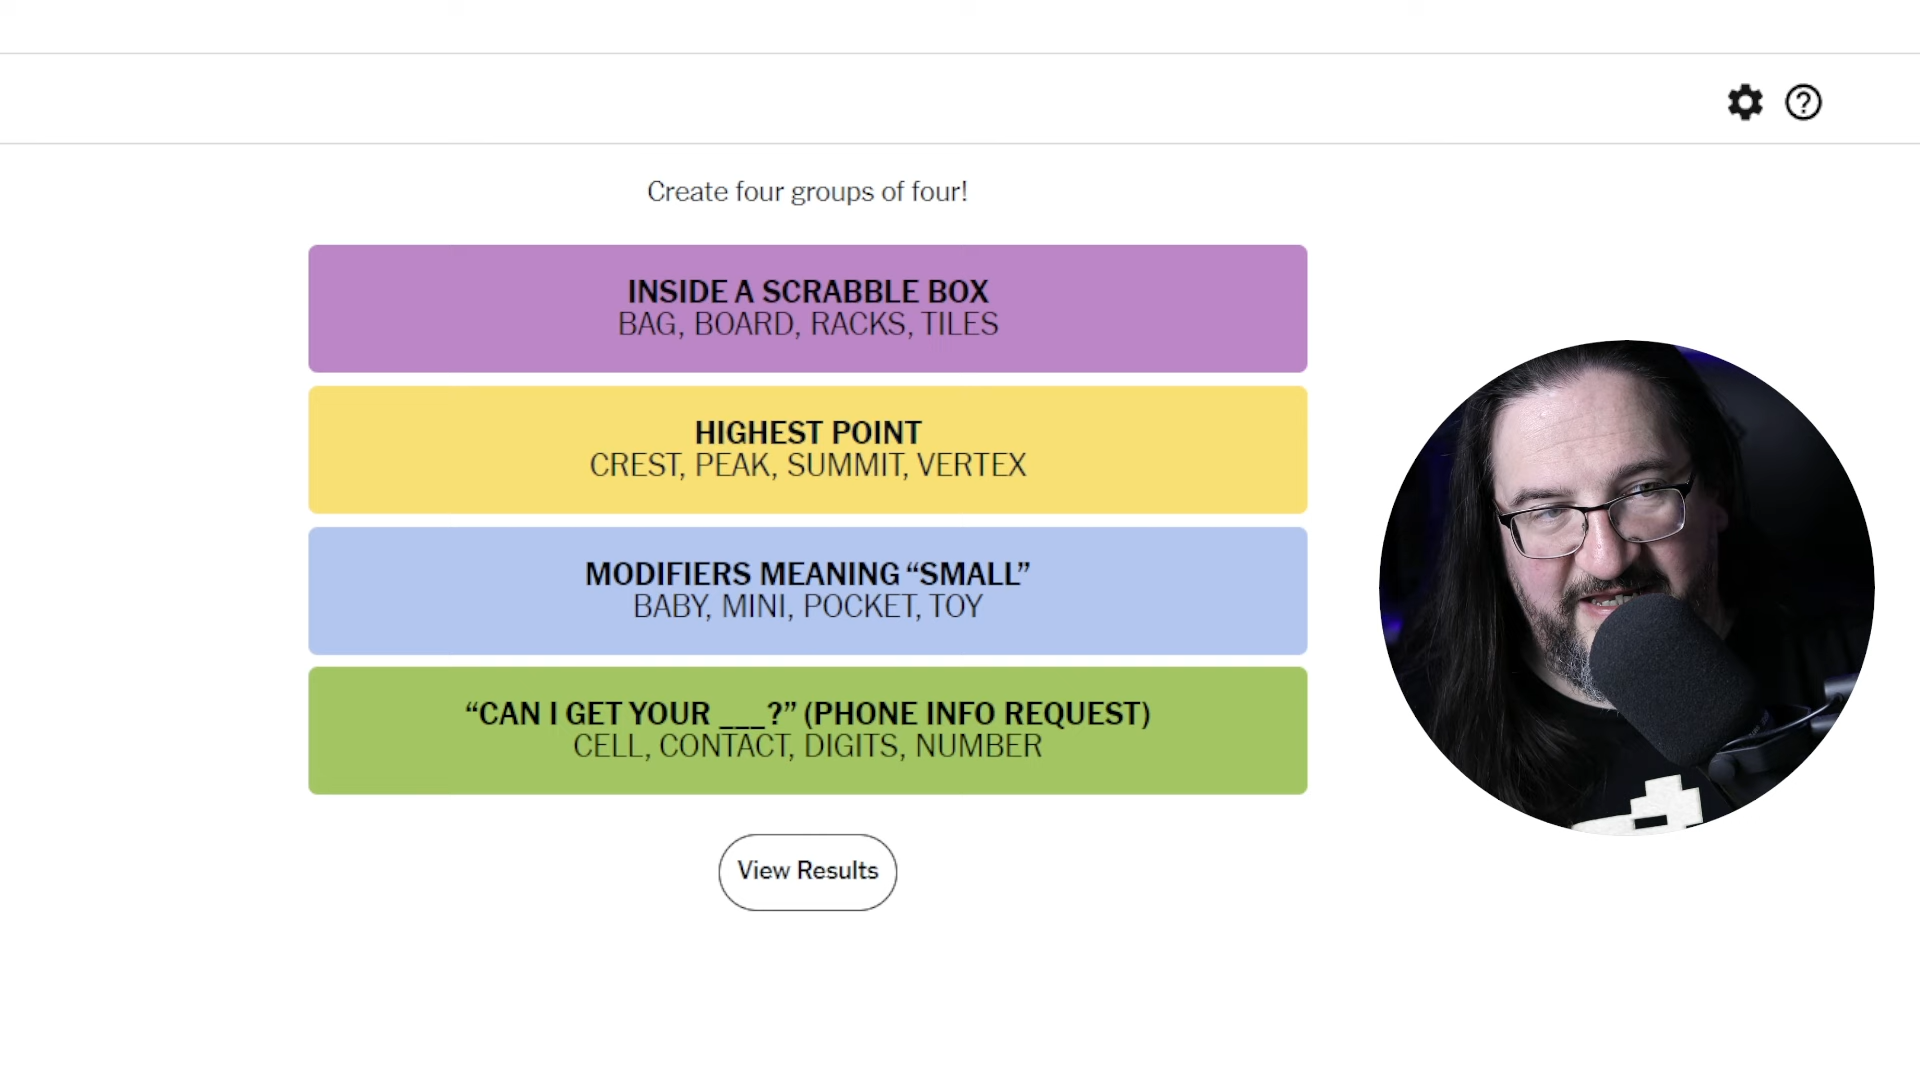 Create four groups of four!
INSIDE A SCRABBLE BOX
BAG, BOARD, RACKS, TILES
HIGHEST POINT
CREST, PEAK, SUMMIT, VERTEX
MODIFIERS MEANING “SMALL”
BABY, MINI, POCKET, TOY
“CAN I GET YOUR ___?” (PHONE INFO REQUEST)
CELL, CONTACT, DIGITS, NUMBER
View Results